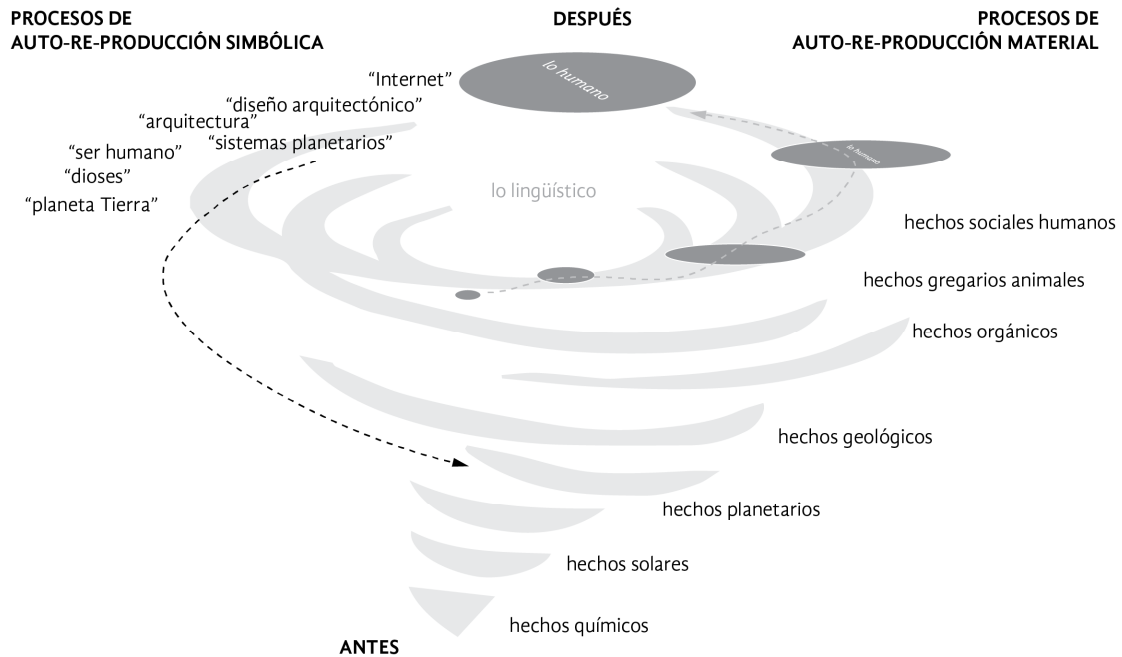 PROCESOS DE
AUTO-RE-PRODUCCIÓN SIMBÓLICA
DESPUÉS
PROCESOS DE
AUTO-RE-PRODUCCIÓN MATERIAL
lo humano
“Internet”
“diseño arquitectónico”
“arquitectura”
“sistemas planetarios”
“ser humano”
“dioses”
“planeta Tierra”
lo humano
lo lingüístico
hechos sociales humanos
hechos gregarios animales
hechos orgánicos
hechos geológicos
hechos planetarios
hechos solares
hechos químicos
ANTES